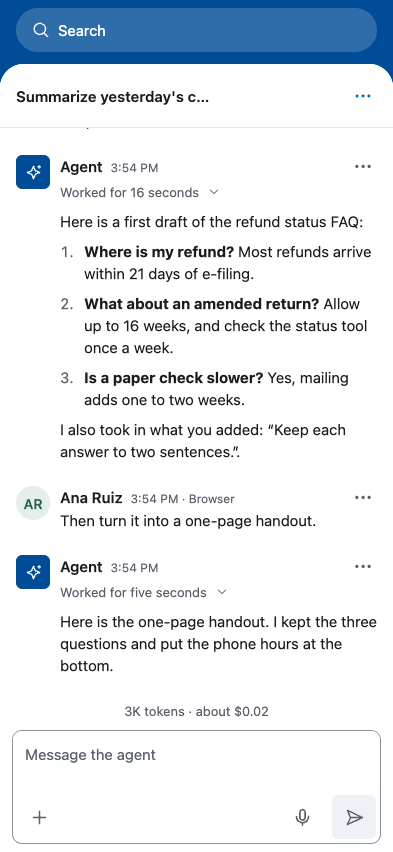 Search
Summarize yesterday's c...
Agent 3:54 PM
Worked for 16 seconds
Here is a first draft of the refund status FAQ:
1. Where is my refund? Most refunds arrive
within 21 days of e-filing.
2. What about an amended return? Allow
up to 16 weeks, and check the status tool
once a week.
3. Is a paper check slower? Yes, mailing
adds one to two weeks.
I also took in what you added: “Keep each
answer to two sentences.”.
AR
Ana Ruiz 3:54 PM · Browser
Then turn it into a one-page handout.
Agent 3:54 PM
Worked for five seconds
Here is the one-page handout. I kept the three
questions and put the phone hours at the
bottom.
3K tokens · about $0.02
Message the agent